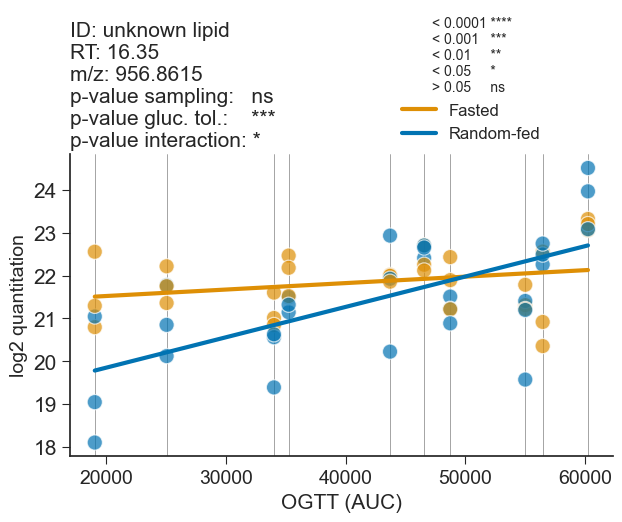 ID: unknown lipid
RT: 16.35
m/z: 956.8615
p-value sampling: ns
p-value gluc. tol.: ***
p-value interaction: *
< 0.0001 ****
< 0.001 ***
< 0.01 **
< 0.05 *
> 0.05 ns
Fasted
Random-fed
log2 quantitation
24
23
22
21
20
19
18
20000 30000 40000 50000 60000
OGTT (AUC)